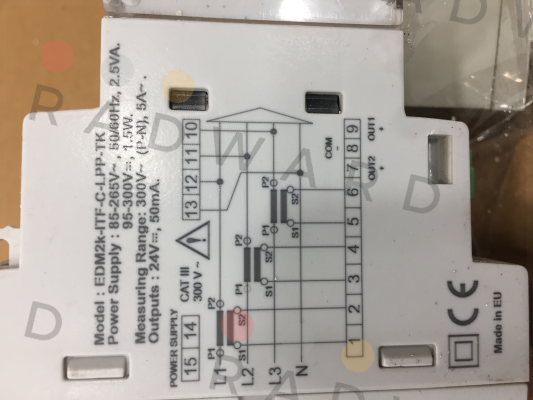 Model : EDM2k-ITF-C-LPP-TK
Power Supply : 85-265V~ , 50/60Hz, 2.5VA.
95-300V⎓, 1.5W.
Measuring Range: 300V~ (P-N), 5A~ .
Outputs : 24V⎓, 50mA.
POWER SUPPLY
15 14
CAT III
300 V~
13 12 11 10
P1 P2
S1 S2
P1 P2
S1 S2
P1 P2
S1 S2
L1
L2
L3
N
1 2 3 4 5 6 7 8 9
COM
-
OUT2 OUT1
+ +
CE
Made in EU
RADWARD
RADWARD